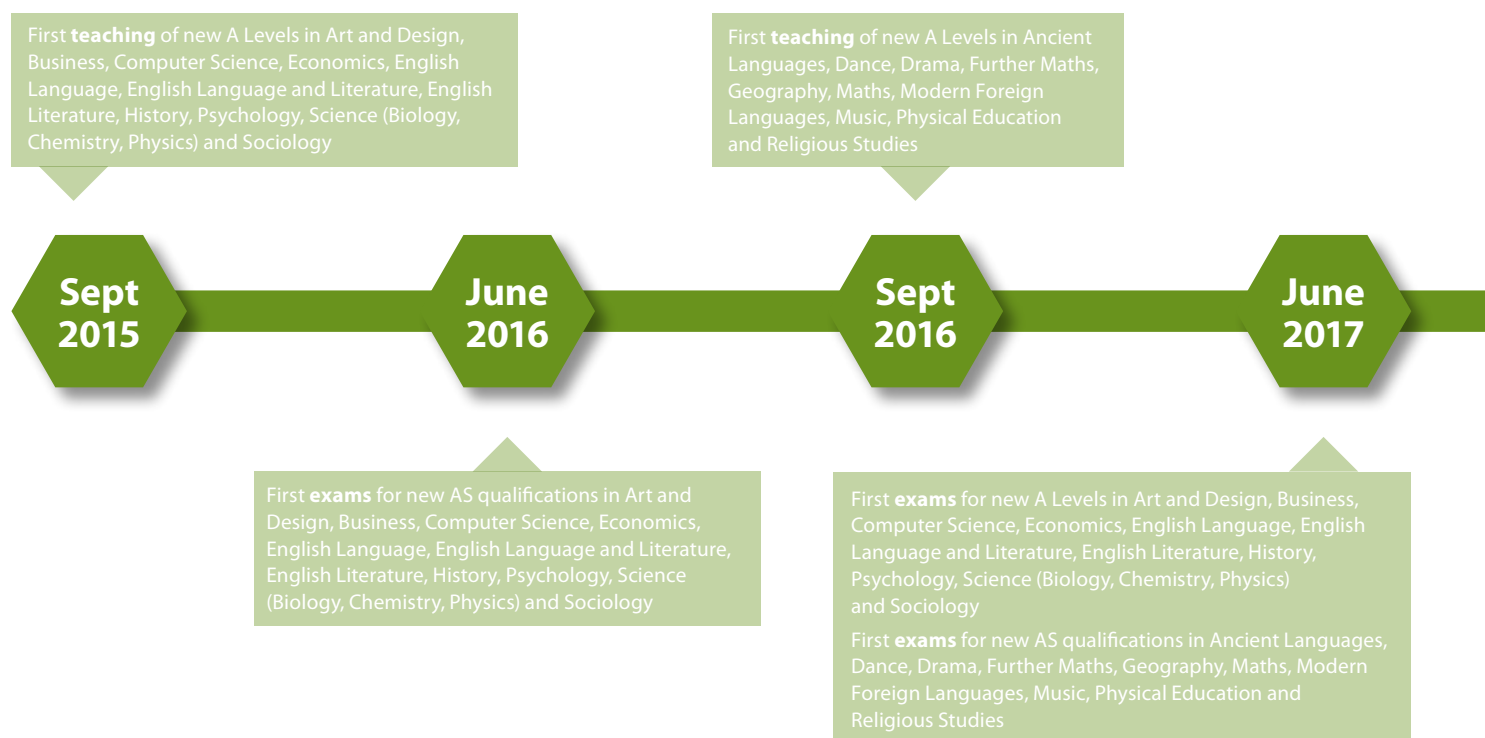 First teaching of new A Levels in Art and Design,
Business, Computer Science, Economics, English
Language, English Language and Literature, English
Literature, History, Psychology, Science (Biology,
Chemistry, Physics) and Sociology
First teaching of new A Levels in Ancient
Languages, Dance, Drama, Further Maths,
Geography, Maths, Modern Foreign
Languages, Music, Physical Education
and Religious Studies
Sept
2015
June
2016
Sept
2016
June
2017
First exams for new AS qualifications in Art and
Design, Business, Computer Science, Economics,
English Language, English Language and Literature,
English Literature, History, Psychology, Science
(Biology, Chemistry, Physics) and Sociology
First exams for new A Levels in Art and Design, Business,
Computer Science, Economics, English Language, English
Language and Literature, English Literature, History,
Psychology, Science (Biology, Chemistry, Physics)
and Sociology
First exams for new AS qualifications in Ancient Languages,
Dance, Drama, Further Maths, Geography, Maths, Modern
Foreign Languages, Music, Physical Education and
Religious Studies